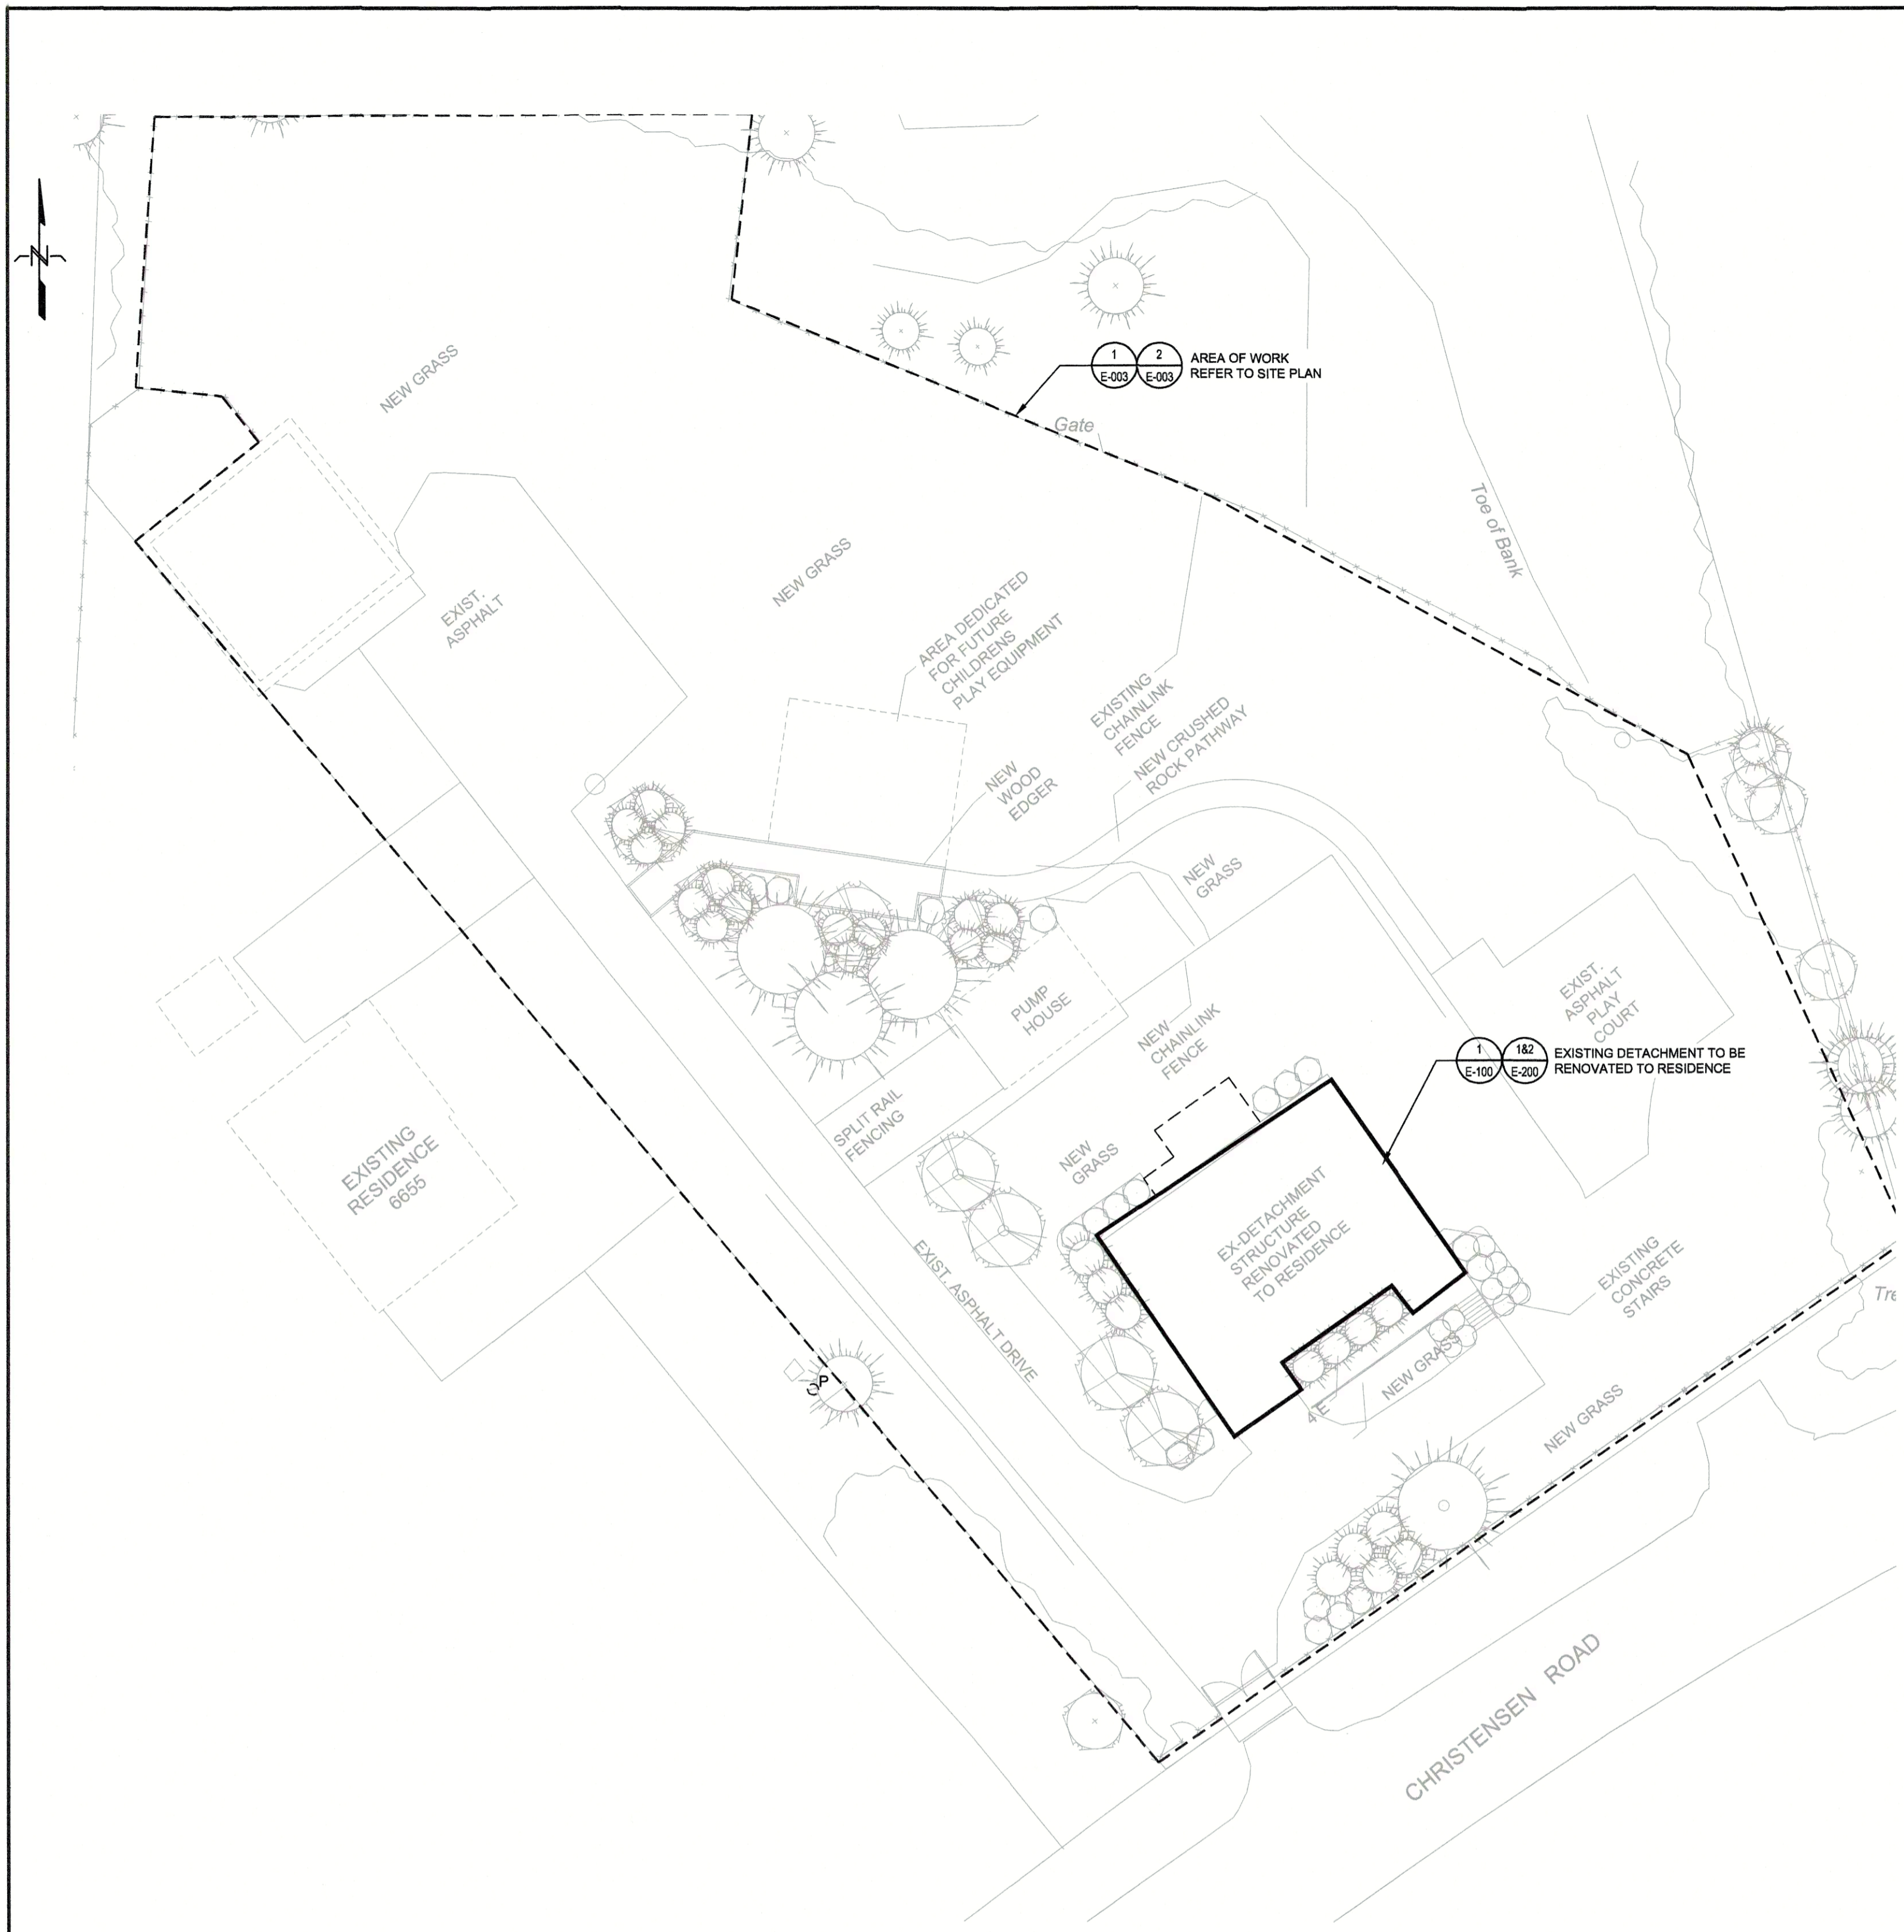 N
NEW GRASS
1
E-003
2
E-003
AREA OF WORK
REFER TO SITE PLAN
Gate
Toe of Bank
EXIST.
ASPHALT
NEW GRASS
AREA DEDICATED
FOR FUTURE
CHILDRENS
PLAY EQUIPMENT
EXISTING
CHAINLINK
FENCE
NEW CRUSHED
ROCK PATHWAY
NEW
WOOD
EDGER
NEW
GRASS
PUMP
HOUSE
NEW
CHAINLINK
FENCE
EXIST.
ASPHALT
PLAY
COURT
1
E-100
1&2
E-200
EXISTING DETACHMENT TO BE
RENOVATED TO RESIDENCE
SPLIT RAIL
FENCING
NEW
GRASS
EXISTING
RESIDENCE
6655
EX-DETACHMENT
STRUCTURE
RENOVATED
TO RESIDENCE
EXISTING
CONCRETE
STAIRS
Tre
EXIST. ASPHALT DRIVE
P
NEW GRASS
4'E
NEW GRASS
CHRISTENSEN ROAD